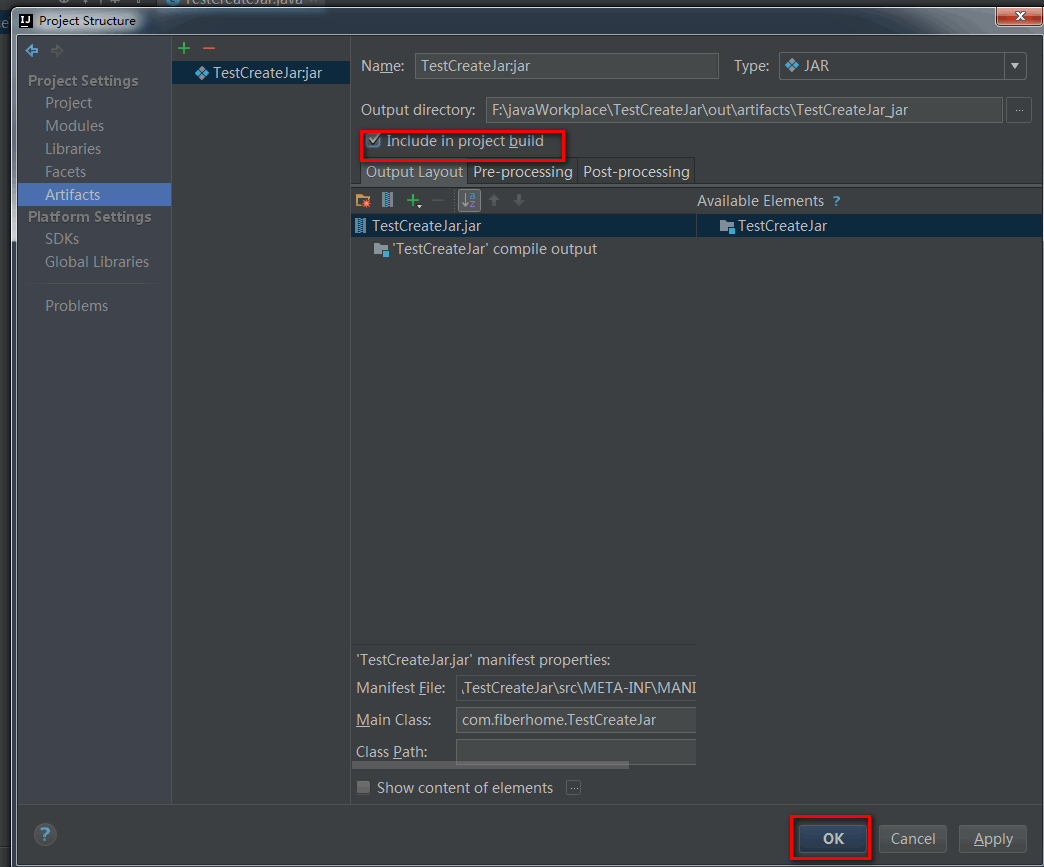 TestCreateJar.java
Project Structure
Project Settings
Project
Modules
Libraries
Facets
Artifacts
Platform Settings
SDKs
Global Libraries
Problems
TestCreateJar:jar
Name: TestCreateJar:jar Type: JAR
Output directory: F:\javaWorkplace\TestCreateJar\out\artifacts\TestCreateJar_jar ...
Include in project build
Output Layout Pre-processing Post-processing
Available Elements ?
TestCreateJar.jar TestCreateJar
'TestCreateJar' compile output
'TestCreateJar.jar' manifest properties:
Manifest File: \TestCreateJar\src\META-INF\MANI
Main Class: com.fiberhome.TestCreateJar
Class Path:
Show content of elements ...
? OK Cancel Apply